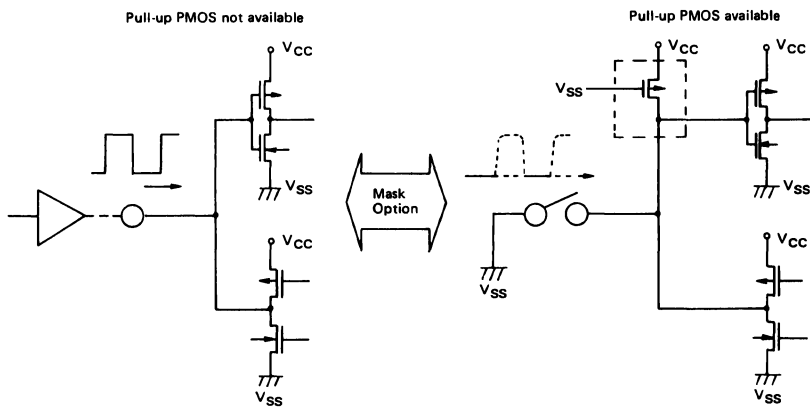 Pull-up PMOS not available
Pull-up PMOS available
VCC
VCC
VCC
VSS
VSS
Mask
Option
VCC
VSS
VCC
VSS
VSS
VSS